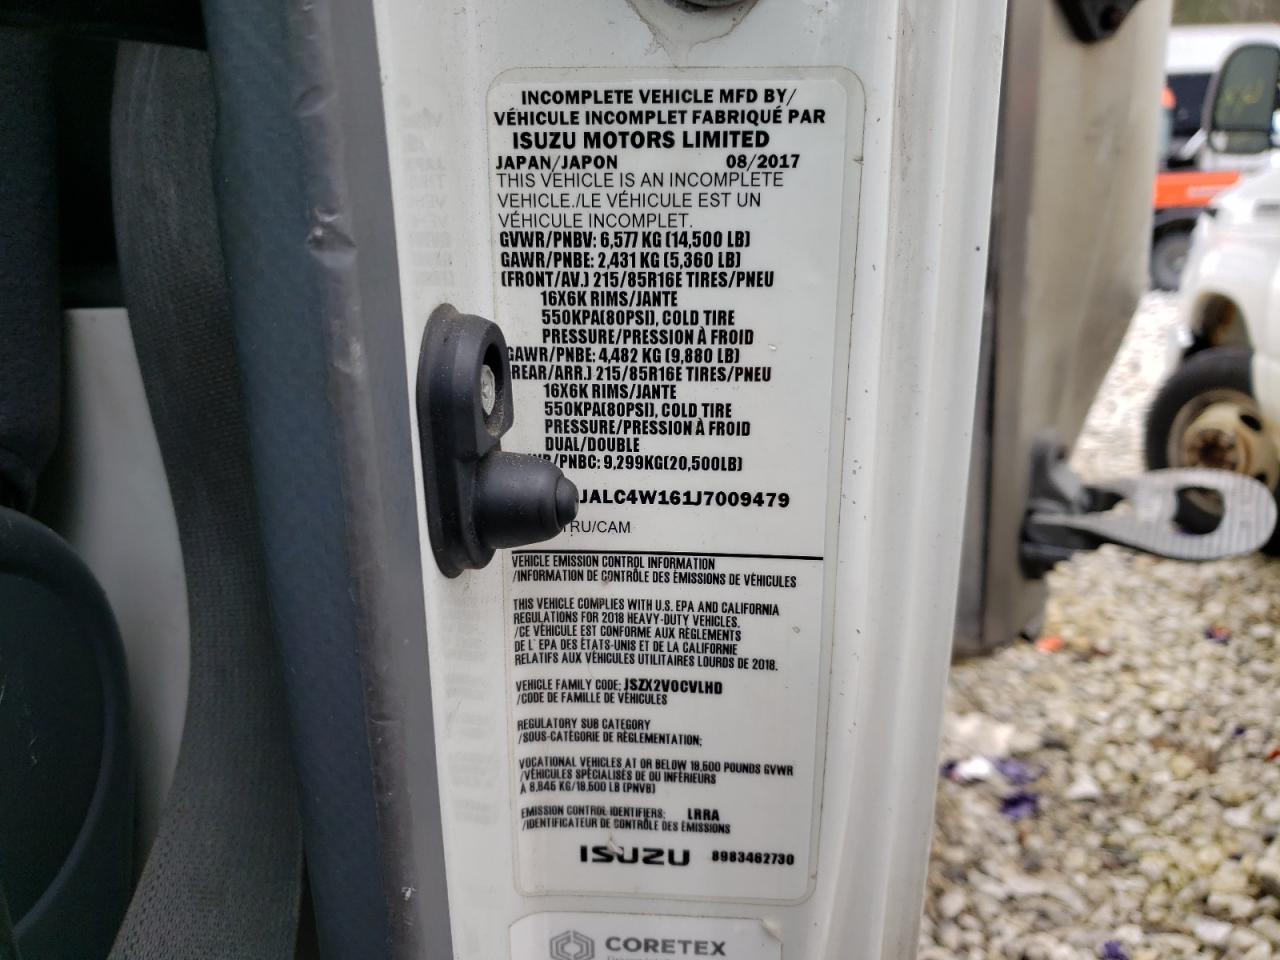 INCOMPLETE VEHICLE MFD BY/
VÉHICULE INCOMPLET FABRIQUÉ PAR
ISUZU MOTORS LIMITED
JAPAN/JAPON 08/2017
THIS VEHICLE IS AN INCOMPLETE
VEHICLE./LE VÉHICULE EST UN
VÉHICULE INCOMPLET.
GVWR/PNBV: 6,577 KG (14,500 LB)
GAWR/PNBE: 2,431 KG (5,360 LB)
(FRONT/AV.) 215/85R16E TIRES/PNEU
16X6K RIMS/JANTE
550KPA(80PSI), COLD TIRE
PRESSURE/PRESSION À FROID
GAWR/PNBE: 4,482 KG (9,880 LB)
REAR/ARR.) 215/85R16E TIRES/PNEU
16X6K RIMS/JANTE
550KPA(80PSI), COLD TIRE
PRESSURE/PRESSION À FROID
DUAL/DOUBLE
/PNBC: 9,299KG(20,500LB)
JALC4W161J7009479
TRU/CAM
VEHICLE EMISSION CONTROL INFORMATION
/INFORMATION DE CONTRÔLE DES ÉMISSIONS DE VÉHICULES
THIS VEHICLE COMPLIES WITH U.S. EPA AND CALIFORNIA
REGULATIONS FOR 2018 HEAVY-DUTY VEHICLES.
/CE VÉHICULE EST CONFORME AUX RÈGLEMENTS
DE L' EPA DES ÉTATS-UNIS ET DE LA CALIFORNIE
RELATIFS AUX VÉHICULES UTILITAIRES LOURDS DE 2018.
VEHICLE FAMILY CODE: JSZX2VOCVLHD
/CODE DE FAMILLE DE VÉHICULES
REGULATORY SUB CATEGORY
/SOUS-CATÉGORIE DE RÉGLEMENTATION:
VOCATIONAL VEHICLES AT OR BELOW 19,500 POUNDS GVWR
/VÉHICULES SPÉCIALISÉS DE OU INFÉRIEURS
À 8,845 KG/19,500 LB (PNVB)
EMISSION CONTROL IDENTIFIERS: LRRA
/IDENTIFICATEUR DE CONTRÔLE DES ÉMISSIONS
ISUZU 8983462730
CORETEX